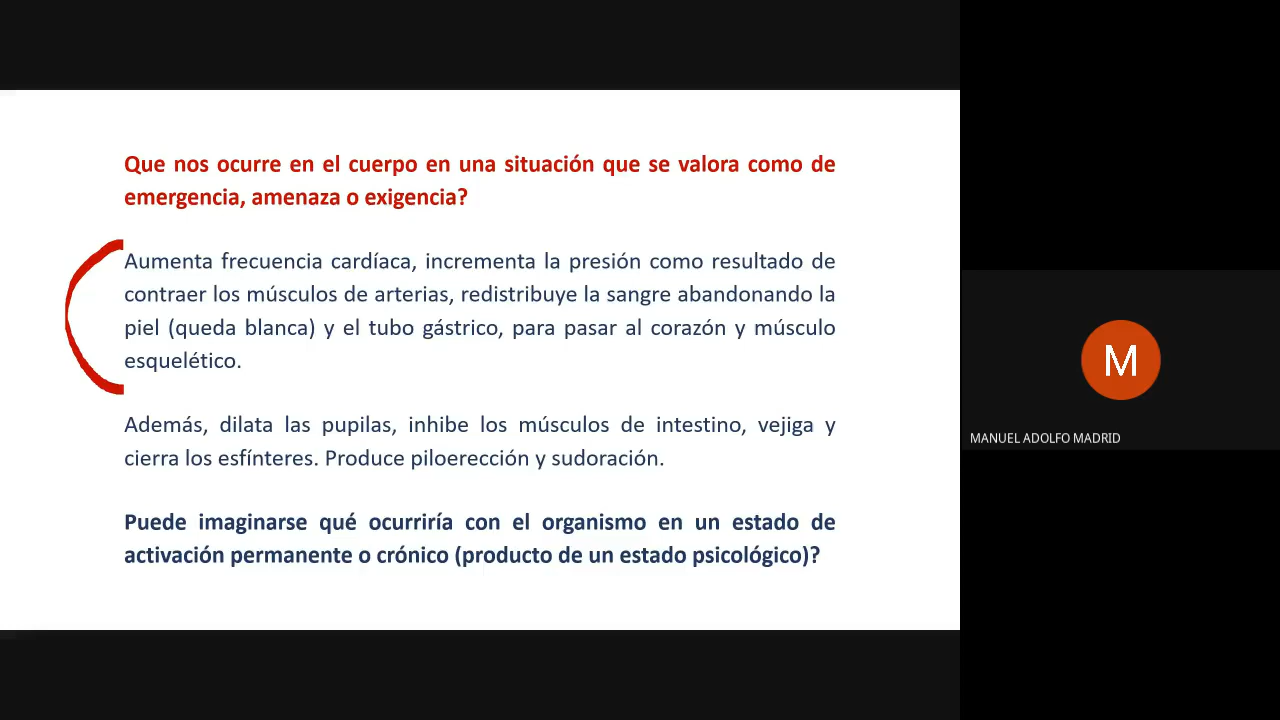 Que nos ocurre en el cuerpo en una situación que se valora como de
emergencia, amenaza o exigencia?
Aumenta frecuencia cardíaca, incrementa la presión como resultado de
contraer los músculos de arterias, redistribuye la sangre abandonando la
piel (queda blanca) y el tubo gástrico, para pasar al corazón y músculo
esquelético.
Además, dilata las pupilas, inhibe los músculos de intestino, vejiga y
cierra los esfínteres. Produce piloerección y sudoración.
Puede imaginarse qué ocurriría con el organismo en un estado de
activación permanente o crónico (producto de un estado psicológico)?
M
MANUEL ADOLFO MADRID